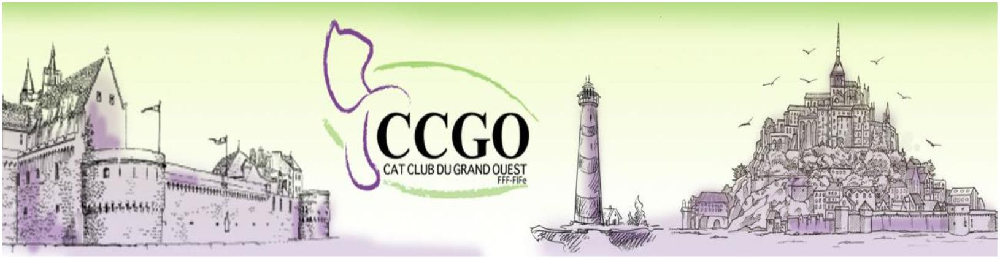 CCGO
CAT CLUB DU GRAND OUEST
FFF-FIFe